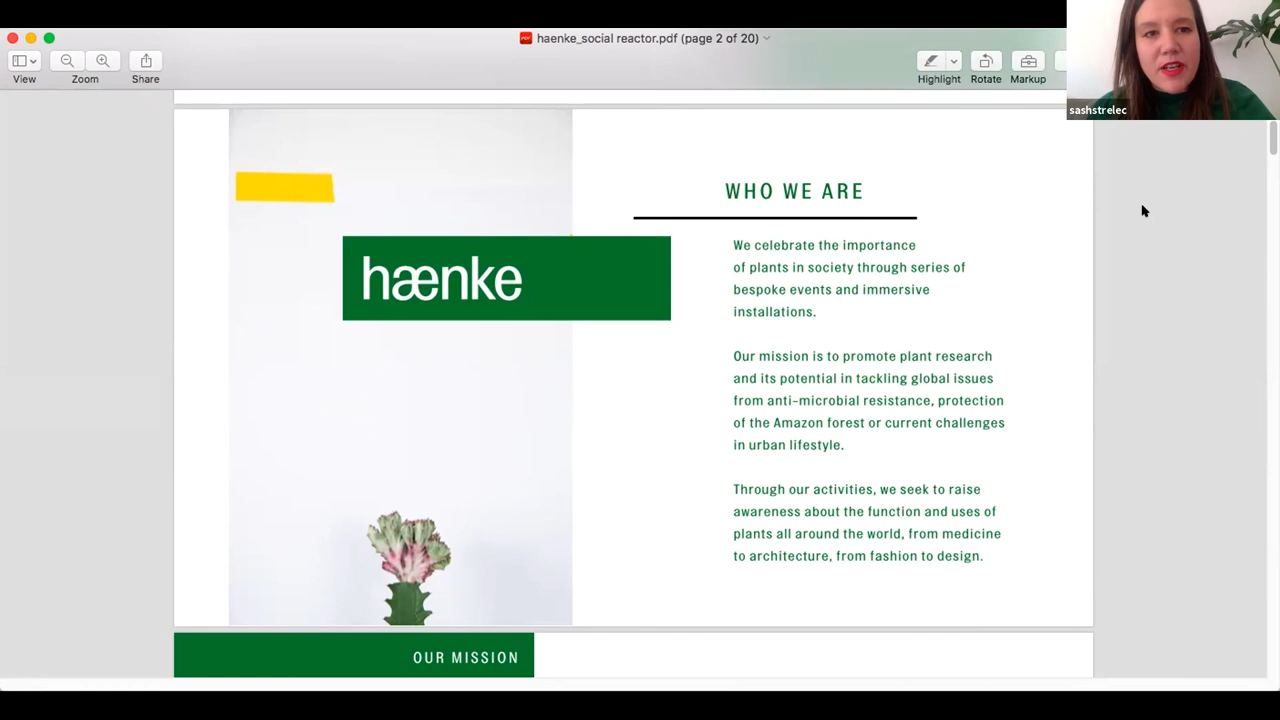 haenke_social reactor.pdf (page 2 of 20)
View
Zoom
Share
Highlight
Rotate
Markup
sashstrelec
hænke
WHO WE ARE
We celebrate the importance
of plants in society through series of
bespoke events and immersive
installations.
Our mission is to promote plant research
and its potential in tackling global issues
from anti-microbial resistance, protection
of the Amazon forest or current challenges
in urban lifestyle.
Through our activities, we seek to raise
awareness about the function and uses of
plants all around the world, from medicine
to architecture, from fashion to design.
OUR MISSION